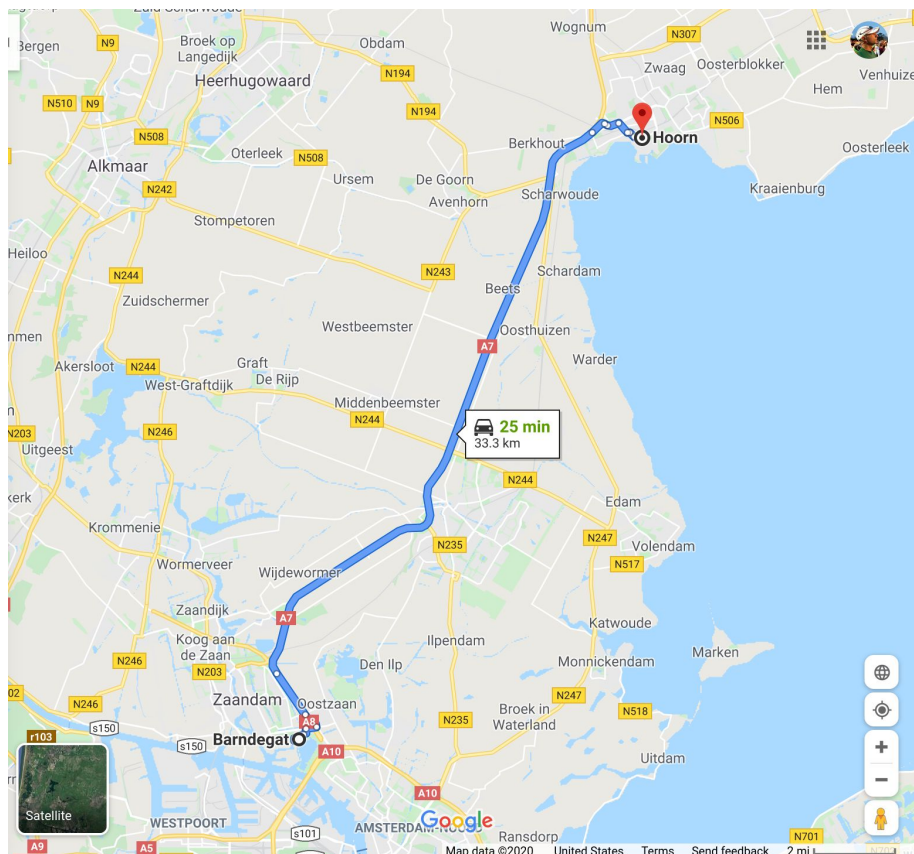 Zuid-Scharwoude
Wognum
N9
Bergen
Broek op
Langedijk
Obdam
N307
Zwaag
Oosterblokker
Heerhugowaard
N194
Hem
Venhuize
N510
N9
N194
N506
N508
Berkhout
Hoorn
Oterleek
N508
Oosterleek
Alkmaar
Ursem
De Goorn
N242
Avenhorn
Scharwoude
Kraaienburg
Stompetoren
Heiloo
N244
N243
Schardam
Beets
Zuidschermer
Westbeemster
Oosthuizen
mmen
A7
Warder
Akersloot
N244
Graft
De Rijp
West-Graftdijk
Middenbeemster
N244
25 min
33.3 km
N203
N246
Uitgeest
N244
kerk
Edam
Krommenie
N247
N235
Volendam
Wormerveer
N517
Wijdewormer
Zaandijk
A7
Katwoude
Koog aan
de Zaan
Ilpendam
Marken
N246
N203
Den Ilp
Monnickendam
02
N246
Zaandam
Oostzaan
N247
Broek in
Waterland
N518
s150
A8
N235
r103
s150
Barndegat
A10
Uitdam
A10
Satellite
WESTPOORT
Google
s101
AMSTERDAM-NOORD
Ransdorp
N701
A9
A5
Map data ©2020
United States
Terms
Send feedback
2 mi